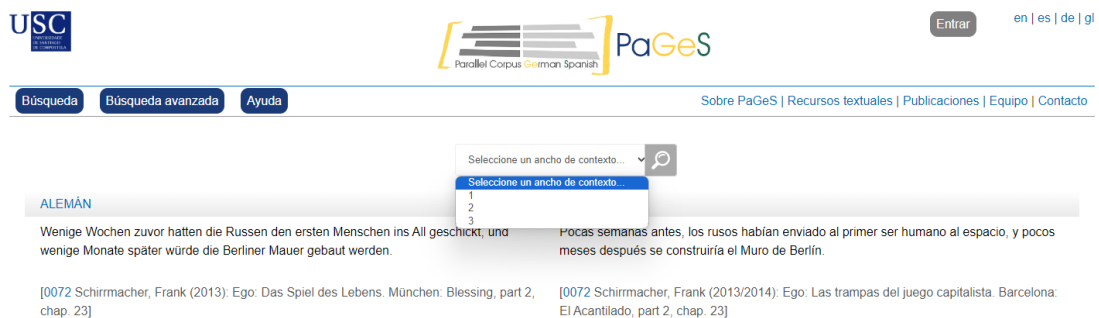 USC
UNIVERSIDADE
DE SANTIAGO
DE COMPOSTELA
Parallel Corpus German Spanish
PaGeS
Entrar
en | es | de | gl
Búsqueda Búsqueda avanzada Ayuda
Sobre PaGeS | Recursos textuales | Publicaciones | Equipo | Contacto
Seleccione un ancho de contexto...
Seleccione un ancho de contexto...
1
2
3
ALEMÁN
Wenige Wochen zuvor hatten die Russen den ersten Menschen ins All geschickt, und
wenige Monate später würde die Berliner Mauer gebaut werden.
[0072 Schirrmacher, Frank (2013): Ego: Das Spiel des Lebens. München: Blessing, part 2,
chap. 23]
Pocas semanas antes, los rusos habían enviado al primer ser humano al espacio, y pocos
meses después se construiría el Muro de Berlín.
[0072 Schirrmacher, Frank (2013/2014): Ego: Las trampas del juego capitalista. Barcelona:
El Acantilado, part 2, chap. 23]